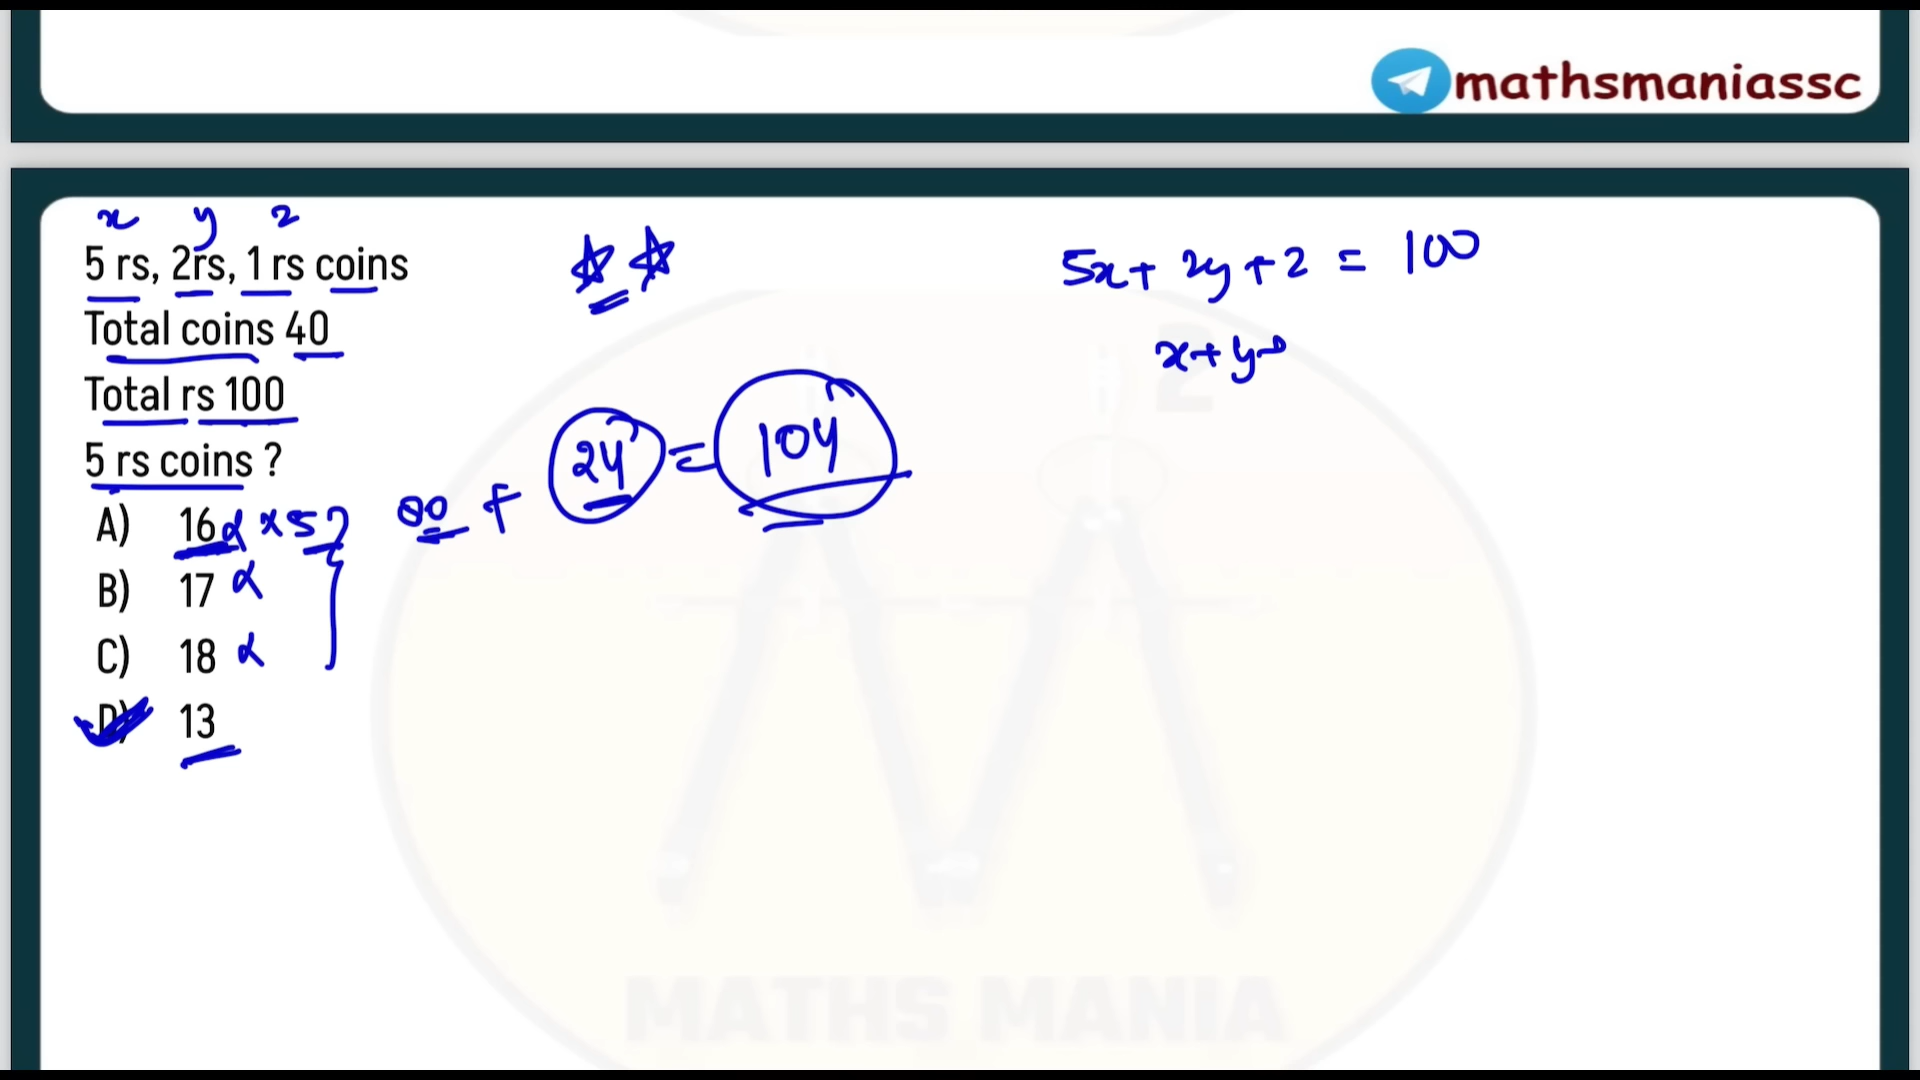 mathsmaniassc
x y z
5 rs, 2rs, 1 rs coins
5x + 2y + z = 100
Total coins 40
x + y +
Total rs 100
24 = 104
5 rs coins ?
A) 16 x 5 80 +
B) 17
C) 18
D) 13
MATHS MANIA